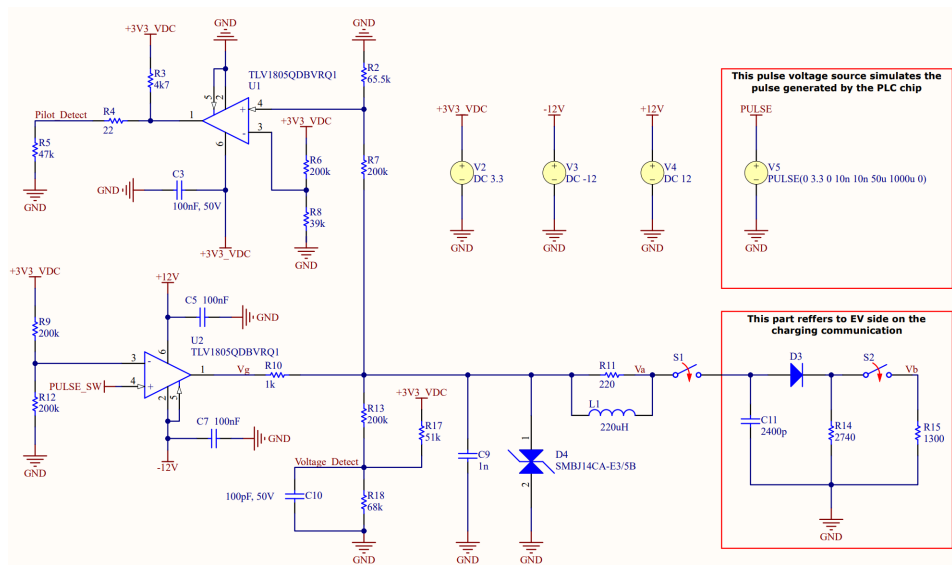 GND
GND
+3V3_VDC
R3
4k7
TLV1805QDBVRQ1
U1
R2
65.5k
5
2
4
+
Pilot_Detect
R4
22
1
3
-
+3V3_VDC
6
R5
47k
R6
200k
R7
200k
C3
GND
100nF, 50V
R8
39k
GND
+3V3_VDC
GND
+3V3_VDC
V2
DC 3.3
GND
-12V
V3
DC -12
GND
+12V
V4
DC 12
GND
This pulse voltage source simulates the
pulse generated by the PLC chip
PULSE
V5
PULSE(0 3.3 0 10n 10n 50u 1000u 0)
GND
+3V3_VDC
+12V
C5 100nF
GND
R9
200k
U2
TLV1805QDBVRQ1
6
3
-
PULSE_SW
4
+
1
Vg
R10
1k
2
5
R12
200k
C7 100nF
GND
-12V
GND
+3V3_VDC
R13
200k
R17
51k
Voltage_Detect
100pF, 50V
C10
R18
68k
GND
C9
1n
GND
1
D4
SMBJ14CA-E3/5B
2
GND
R11
220
Va
L1
220uH
S1
This part reffers to EV side on the
charging communication
D3
S2
Vb
C11
2400p
R14
2740
R15
1300
GND